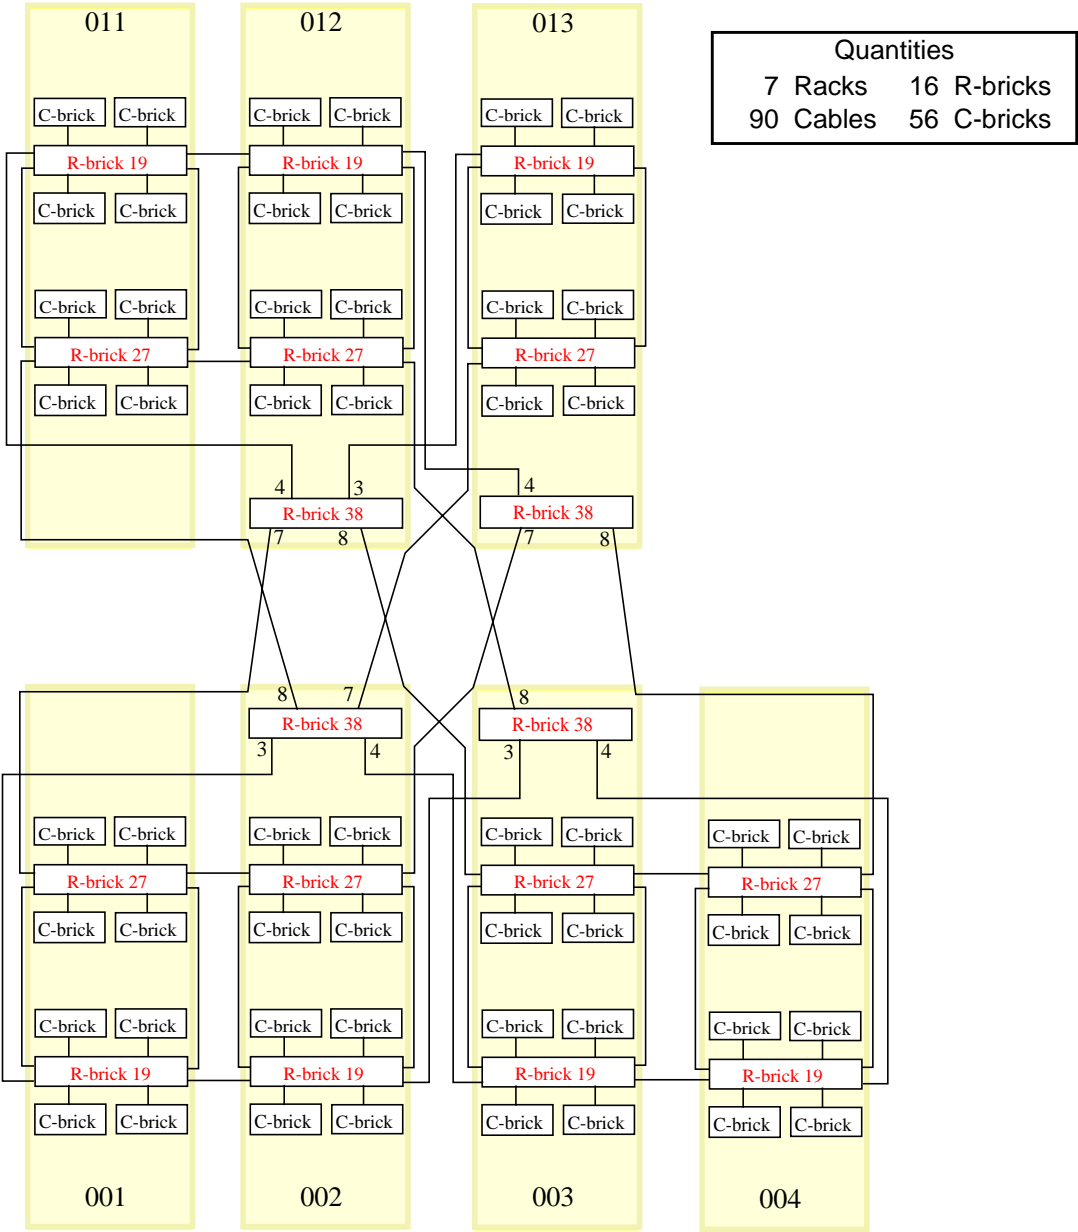 011 012 013
Quantities
7 Racks 16 R-bricks
90 Cables 56 C-bricks
C-brick C-brick C-brick C-brick C-brick C-brick
R-brick 19 R-brick 19 R-brick 19
C-brick C-brick C-brick C-brick C-brick C-brick
C-brick C-brick C-brick C-brick C-brick C-brick
R-brick 27 R-brick 27 R-brick 27
C-brick C-brick C-brick C-brick C-brick C-brick
4 3 4
R-brick 38 R-brick 38
7 8 7 8
8 7 8
R-brick 38 R-brick 38
3 4 3 4
C-brick C-brick C-brick C-brick C-brick C-brick C-brick C-brick
R-brick 27 R-brick 27 R-brick 27 R-brick 27
C-brick C-brick C-brick C-brick C-brick C-brick C-brick C-brick
C-brick C-brick C-brick C-brick C-brick C-brick C-brick C-brick
R-brick 19 R-brick 19 R-brick 19 R-brick 19
C-brick C-brick C-brick C-brick C-brick C-brick C-brick C-brick
001 002 003 004